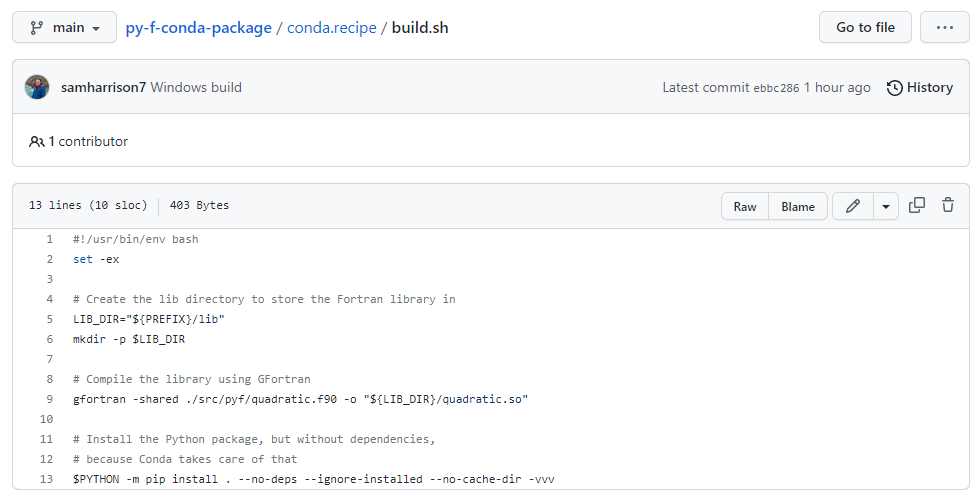 main py-f-conda-package / conda.recipe / build.sh Go to file ...
samharrison7 Windows build Latest commit ebbc286 1 hour ago History
1 contributor
13 lines (10 sloc) 403 Bytes Raw Blame
1 #!/usr/bin/env bash
2 set -ex
3
4 # Create the lib directory to store the Fortran library in
5 LIB_DIR="${PREFIX}/lib"
6 mkdir -p $LIB_DIR
7
8 # Compile the library using GFortran
9 gfortran -shared ./src/pyf/quadratic.f90 -o "${LIB_DIR}/quadratic.so"
10
11 # Install the Python package, but without dependencies,
12 # because Conda takes care of that
13 $PYTHON -m pip install . --no-deps --ignore-installed --no-cache-dir -vvv